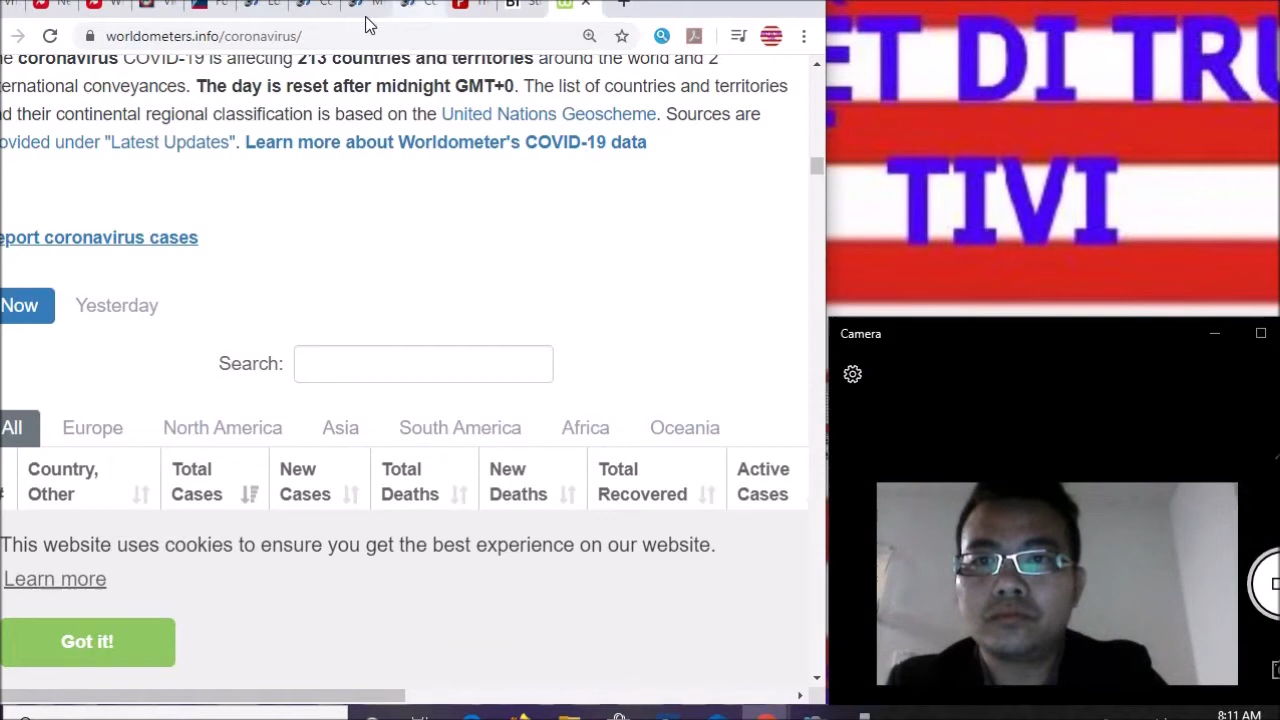 worldometers.info/coronavirus/
coronavirus COVID-19 is affecting 213 countries and territories around the world and 2
ternational conveyances. The day is reset after midnight GMT+0. The list of countries and territories
nd their continental regional classification is based on the United Nations Geoscheme. Sources are
ovided under "Latest Updates". Learn more about Worldometer's COVID-19 data
eport coronavirus cases
Now Yesterday
Search:
All Europe North America Asia South America Africa Oceania
Country, Other Total Cases New Cases Total Deaths New Deaths Total Recovered Active Cases
This website uses cookies to ensure you get the best experience on our website.
Learn more
Got it!
ET DI TRU
TIVI
Camera
8:11 AM